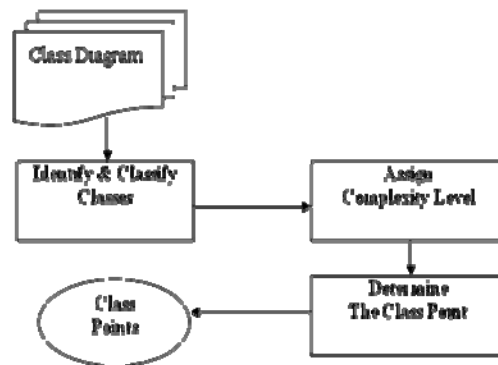 Class Diagram
Identify & Classify
Classes
Assign
Complexity Level
Determine
The Class Point
Class
Points